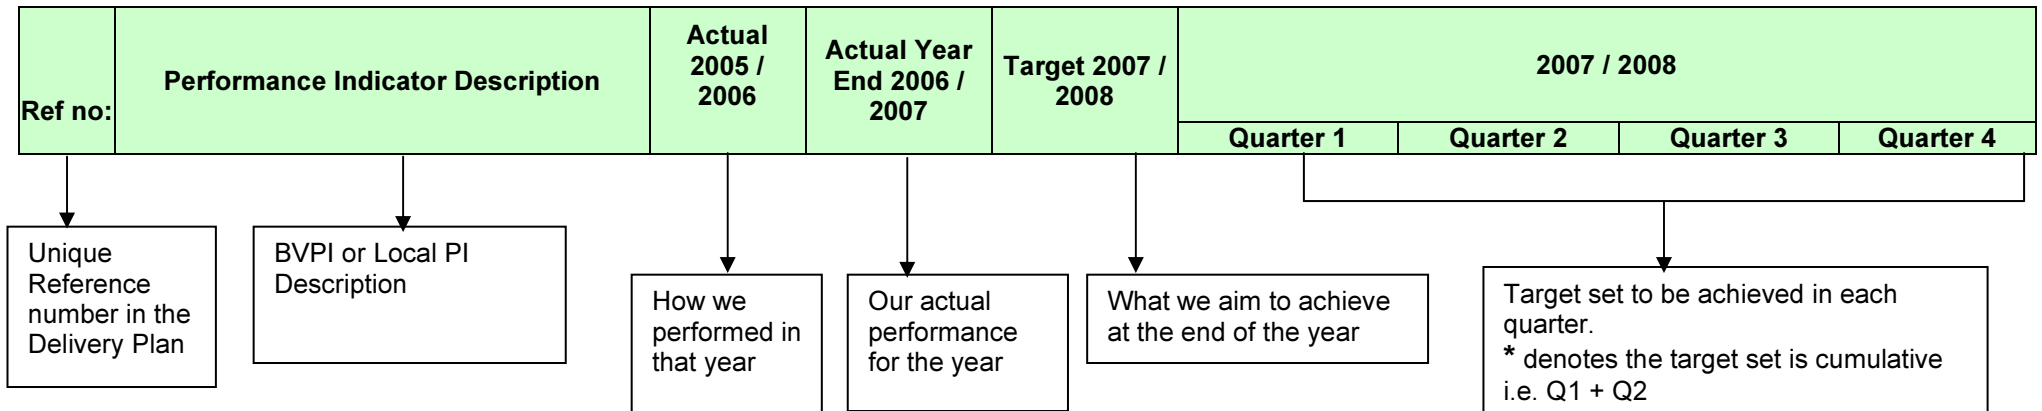 Ref no:
Performance Indicator Description
Actual
2005 /
2006
Actual Year
End 2006 /
2007
Target 2007 /
2008
2007 / 2008
Quarter 1
Quarter 2
Quarter 3
Quarter 4
Unique
Reference
number in the
Delivery Plan
BVPI or Local PI
Description
How we
performed in
that year
Our actual
performance
for the year
What we aim to achieve
at the end of the year
Target set to be achieved in each
quarter.
* denotes the target set is cumulative
i.e. Q1 + Q2